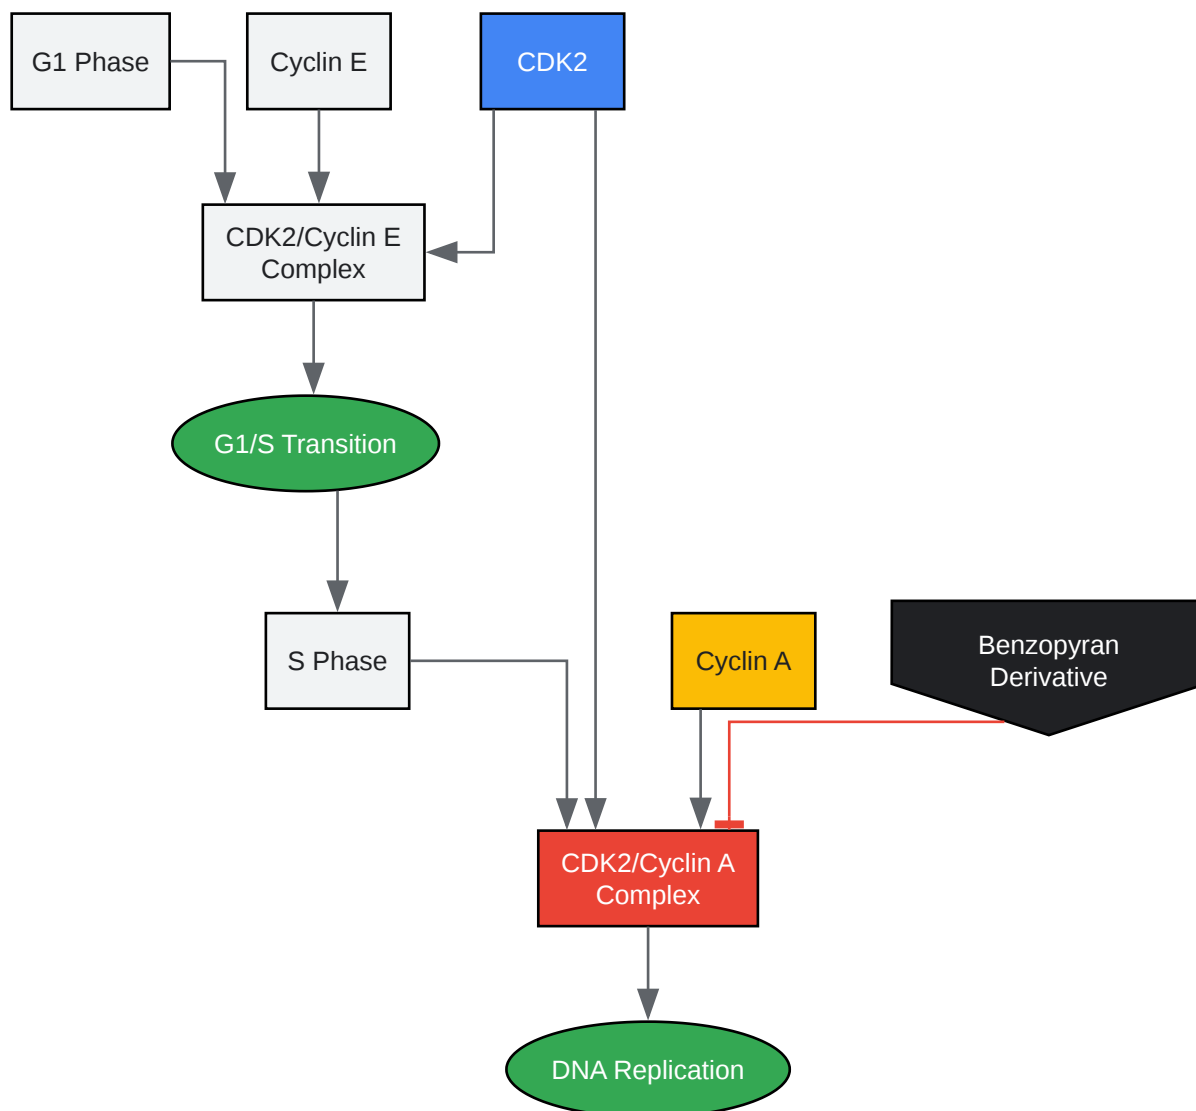 G1 Phase
Cyclin E
CDK2
CDK2/Cyclin E
Complex
G1/S Transition
S Phase
Cyclin A
Benzopyran
Derivative
CDK2/Cyclin A
Complex
DNA Replication